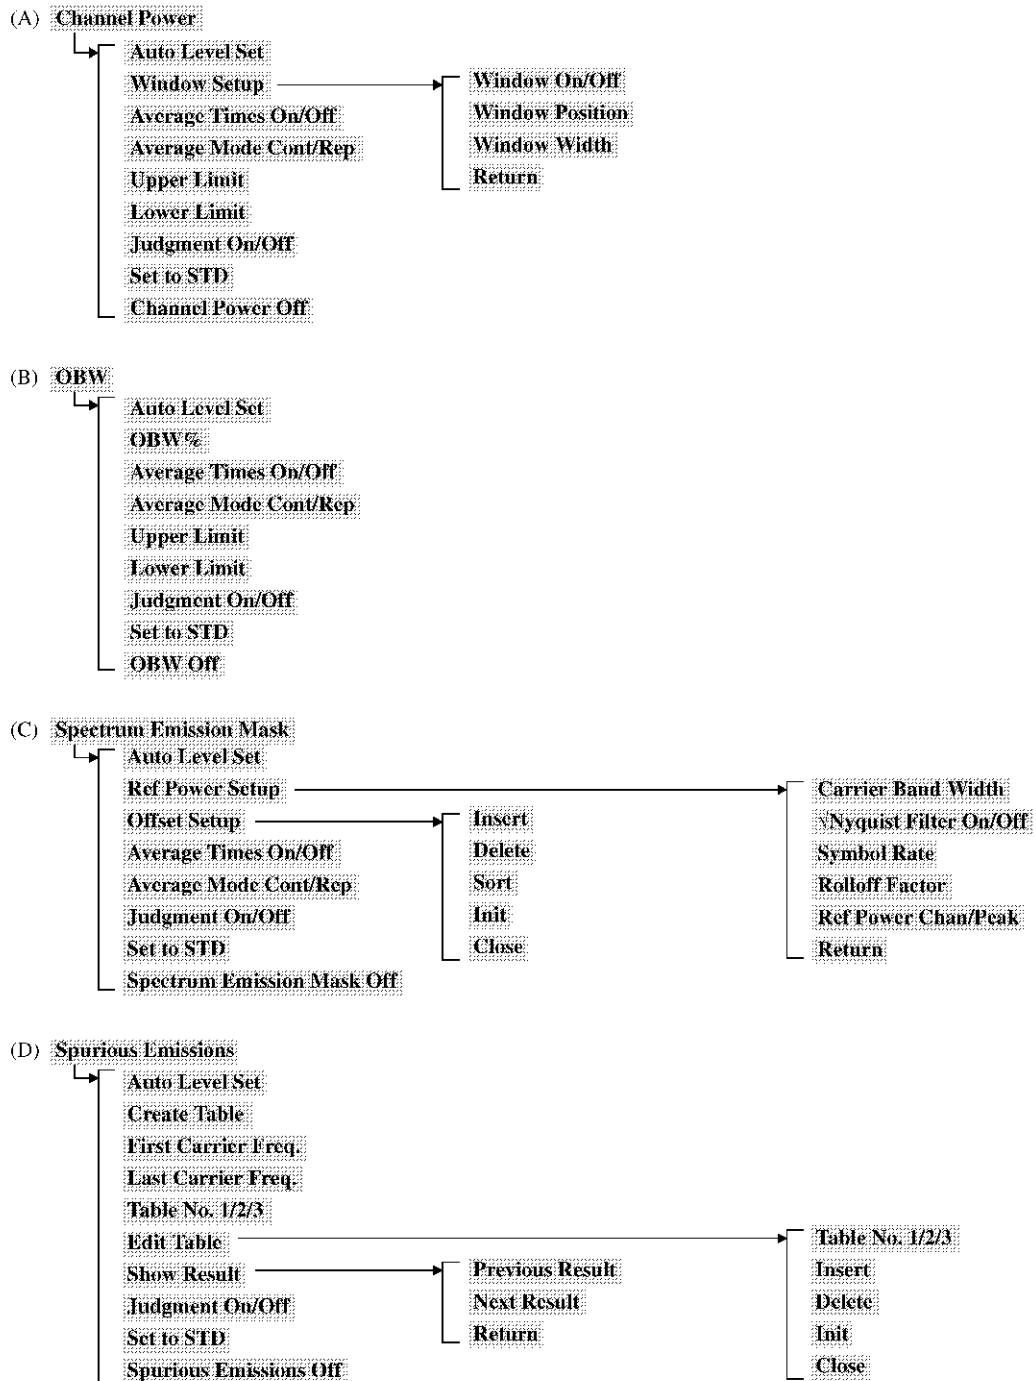 (A) Channel Power
Auto Level Set
Window Setup
Average Times On/Off
Average Mode Cont/Rep
Upper Limit
Lower Limit
Judgment On/Off
Set to STD
Channel Power Off
Window On/Off
Window Position
Window Width
Return
(B) OBW
Auto Level Set
OBW%
Average Times On/Off
Average Mode Cont/Rep
Upper Limit
Lower Limit
Judgment On/Off
Set to STD
OBW Off
(C) Spectrum Emission Mask
Auto Level Set
Ref Power Setup
Offset Setup
Average Times On/Off
Average Mode Cont/Rep
Judgment On/Off
Set to STD
Spectrum Emission Mask Off
Insert
Delete
Sort
Init
Close
Carrier Band Width
√Nyquist Filter On/Off
Symbol Rate
Rolloff Factor
Ref Power Chan/Peak
Return
(D) Spurious Emissions
Auto Level Set
Create Table
First Carrier Freq.
Last Carrier Freq.
Table No. 1/2/3
Edit Table
Show Result
Judgment On/Off
Set to STD
Spurious Emissions Off
Previous Result
Next Result
Return
Table No. 1/2/3
Insert
Delete
Init
Close